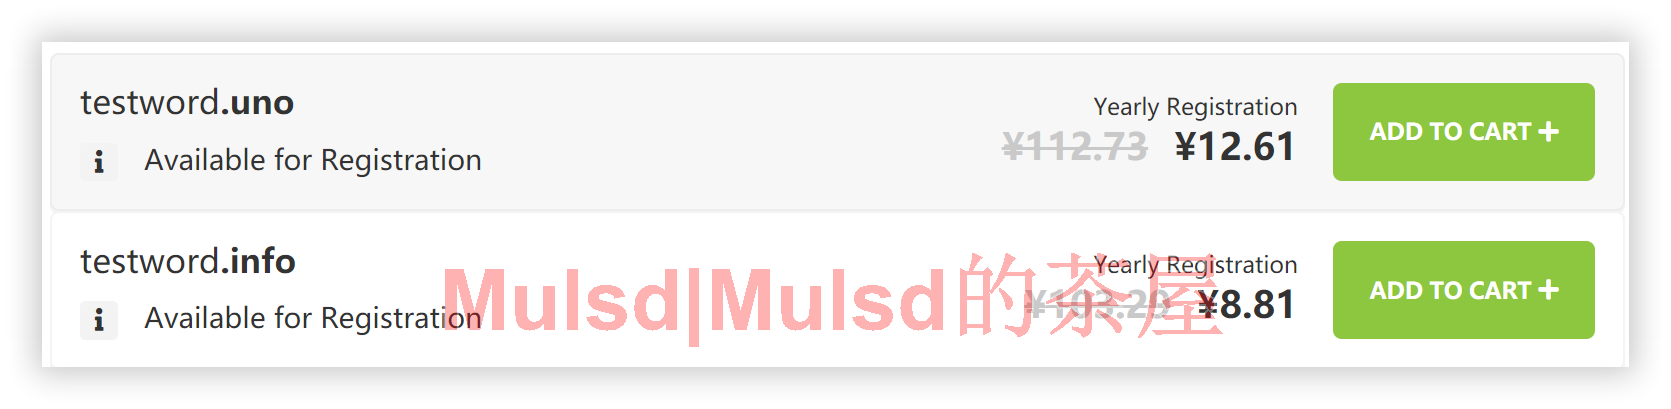 testword.uno
Available for Registration
Yearly Registration
¥112.73 ¥12.61
ADD TO CART
testword.info
Available for Registration
Yearly Registration
¥8.81
ADD TO CART
Mulsd|Mulsd的茶屋